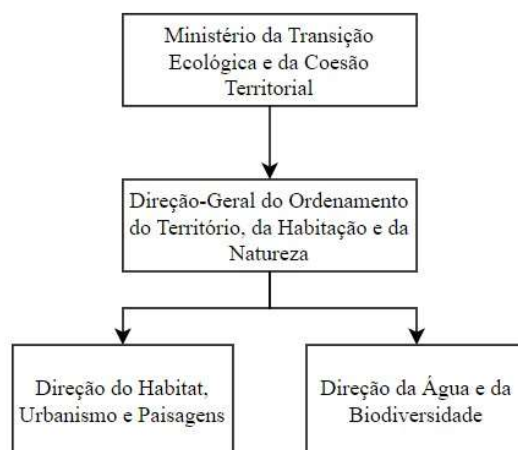 Ministério da Transição
Ecológica e da Coesão
Territorial
Direção-Geral do Ordenamento
do Território, da Habitação e da
Natureza
Direção do Habitat,
Urbanismo e Paisagens
Direção da Água e da
Biodiversidade